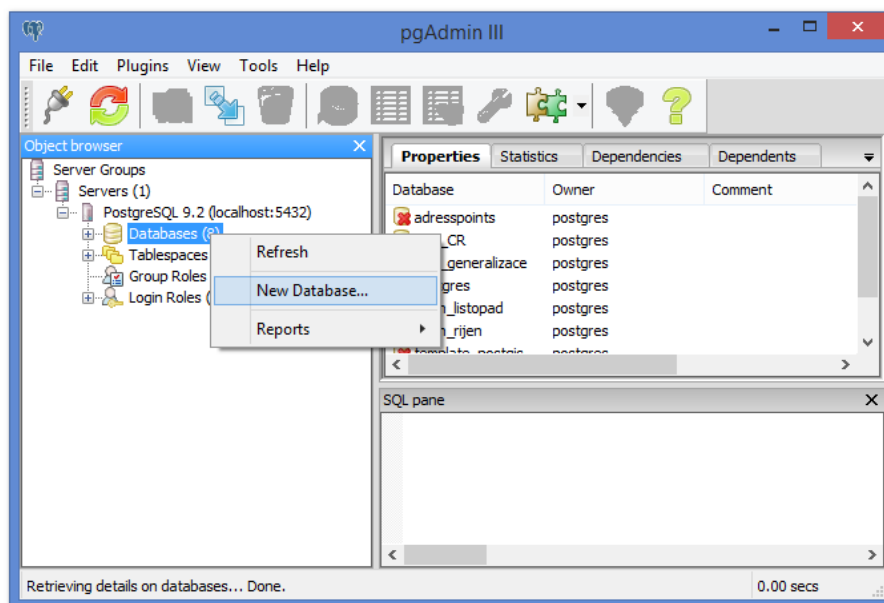 pgAdmin III
File Edit Plugins View Tools Help
Object browser
Server Groups
Servers (1)
PostgreSQL 9.2 (localhost:5432)
Databases (8)
Tablespaces
Group Roles
Login Roles (
Refresh
New Database...
Reports
Properties Statistics Dependencies Dependents
Database Owner Comment
adresspoints postgres
_CR postgres
_generalizace postgres
gres postgres
_listopad postgres
_rijen postgres
template_postgis postgres
SQL pane
Retrieving details on databases... Done. 0.00 secs